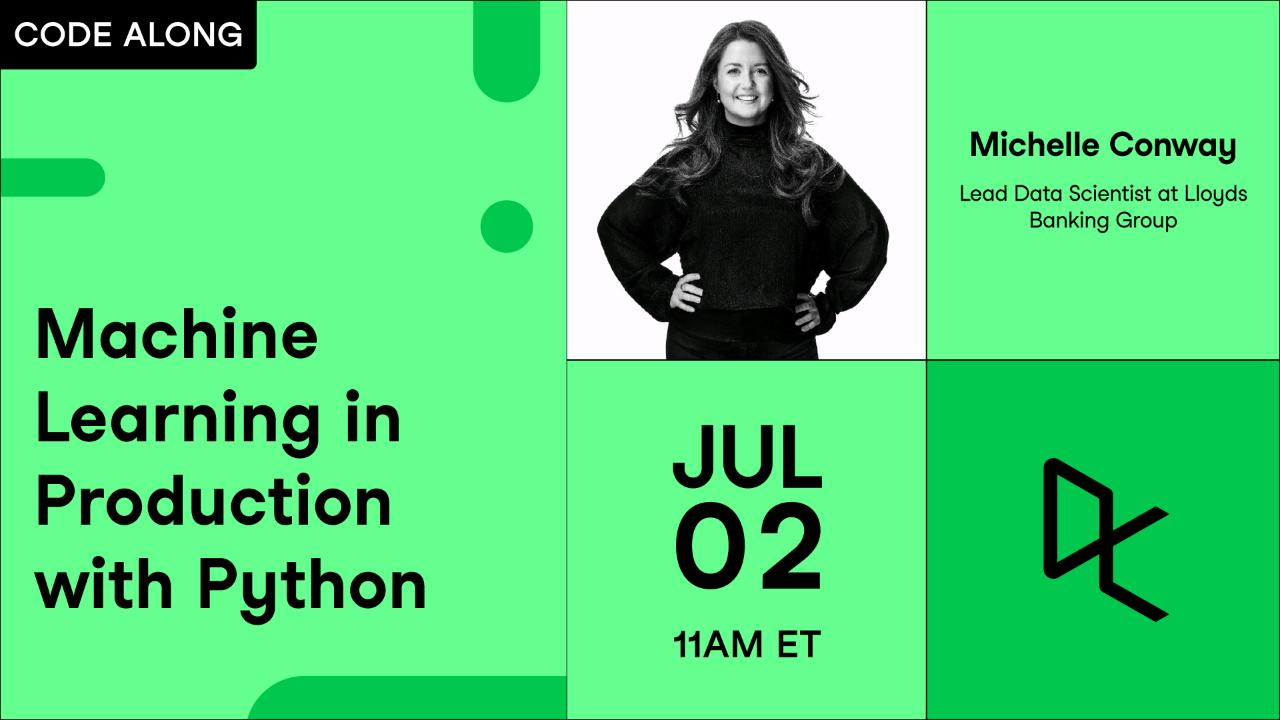 CODE ALONG
Machine
Learning in
Production
with Python
Michelle Conway
Lead Data Scientist at Lloyds
Banking Group
JUL
02
11AM ET